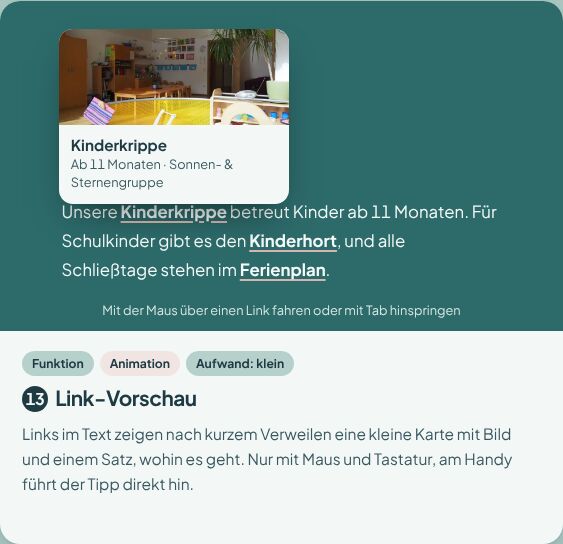 Kinderkrippe
Ab 11 Monaten · Sonnen- &
Sternengruppe
Unsere Kinderkrippe betreut Kinder ab 11 Monaten. Für
Schulkinder gibt es den Kinderhort, und alle
Schließtage stehen im Ferienplan.
Mit der Maus über einen Link fahren oder mit Tab hinspringen
Funktion Animation Aufwand: klein
13 Link-Vorschau
Links im Text zeigen nach kurzem Verweilen eine kleine Karte mit Bild
und einem Satz, wohin es geht. Nur mit Maus und Tastatur, am Handy
führt der Tipp direkt hin.